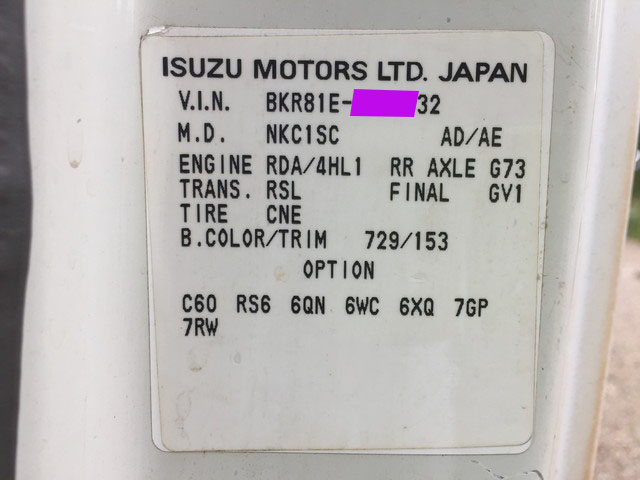 ISUZU MOTORS LTD. JAPAN
V.I.N. BKR81E- 32
M.D. NKC1SC AD/AE
ENGINE RDA/4HL1 RR AXLE G73
TRANS. RSL FINAL GV1
TIRE CNE
B.COLOR/TRIM 729/153
OPTION
C60 RS6 6QN 6WC 6XQ 7GP
7RW